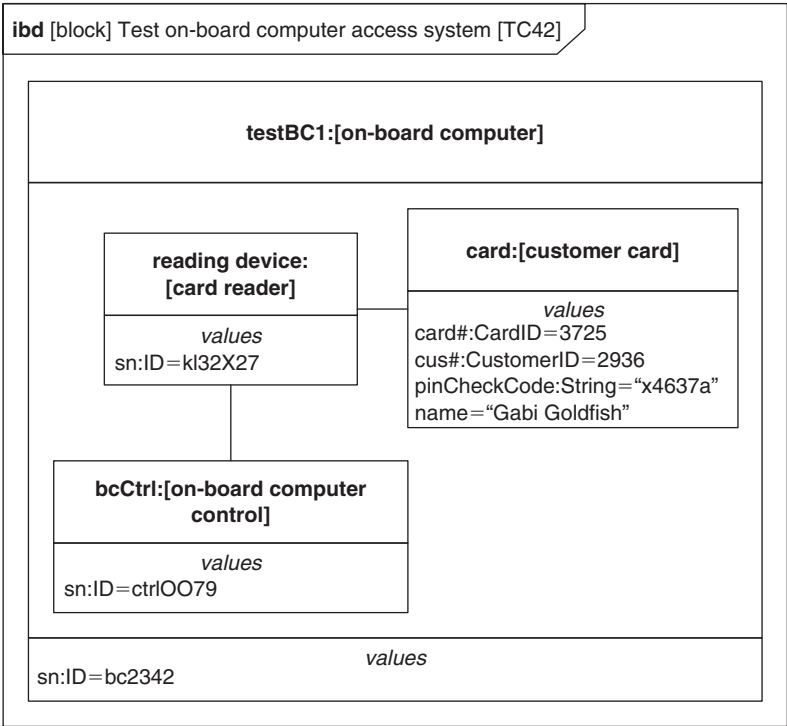 ibd [block] Test on-board computer access system [TC42]
testBC1:[on-board computer]
reading device:
[card reader]
values
sn:ID=kl32X27
card:[customer card]
values
card#:CardID=3725
cus#:CustomerID=2936
pinCheckCode:String=“x4637a”
name=“Gabi Goldfish”
bcCtrl:[on-board computer
control]
values
sn:ID=ctrlOO79
values
sn:ID=bc2342